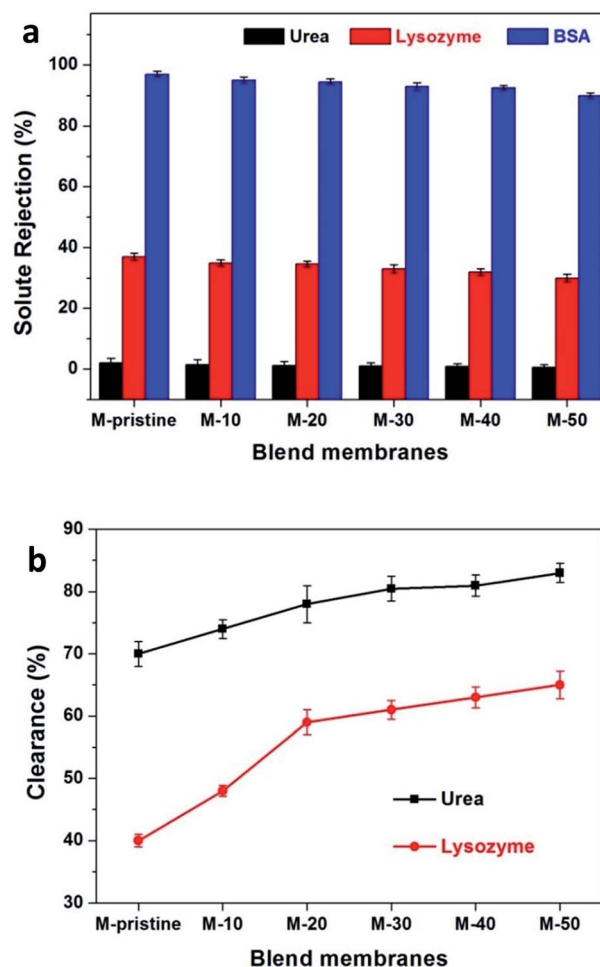 a
Urea Lysozyme BSA
100
80
60
40
20
0
Solute Rejection (%)
M-pristine M-10 M-20 M-30 M-40 M-50
Blend membranes
b
90
80
70
60
50
40
30
Clearance (%)
Urea
Lysozyme
M-pristine M-10 M-20 M-30 M-40 M-50
Blend membranes